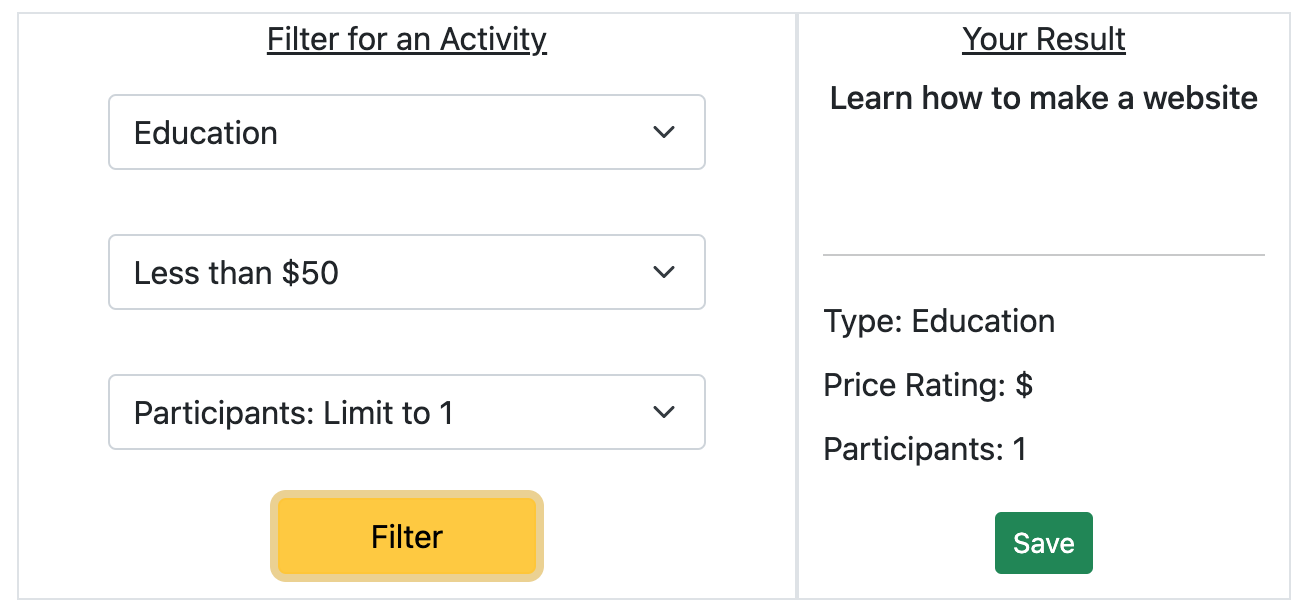 Filter for an Activity
Education
Less than $50
Participants: Limit to 1
Filter
Your Result
Learn how to make a website
Type: Education
Price Rating: $
Participants: 1
Save